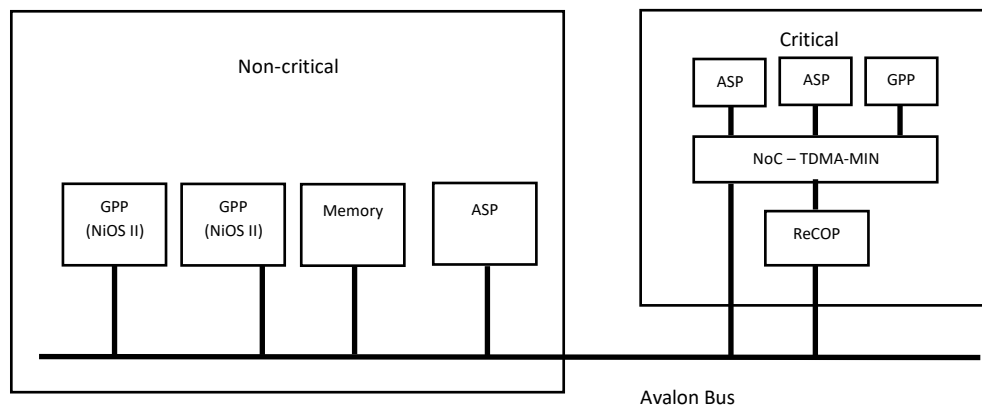 Non-critical
Critical
ASP
ASP
GPP
NoC – TDMA-MIN
GPP
(NiOS II)
GPP
(NiOS II)
Memory
ASP
ReCOP
Avalon Bus